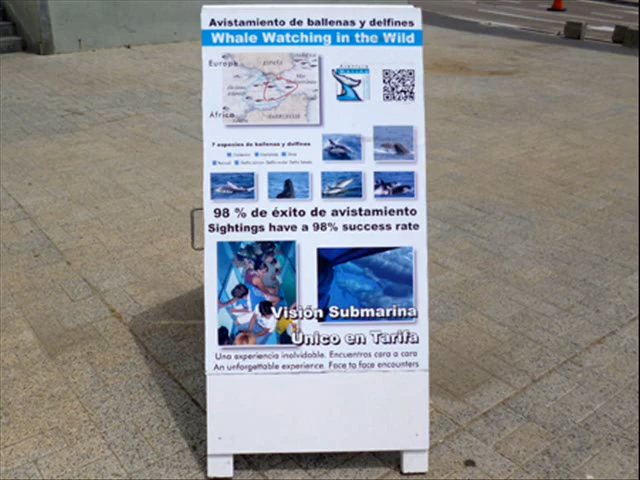 Avistamiento de ballenas y delfines
Whale Watching in the Wild
Europa
África
7 especies de ballenas y delfines
98 % de éxito de avistamiento
Sightings have a 98% success rate
Visión Submarina
Unico en Tarifa
Una experiencia inolvidable. Encuentros cara a cara
An unforgettable experience. Face to face encounters